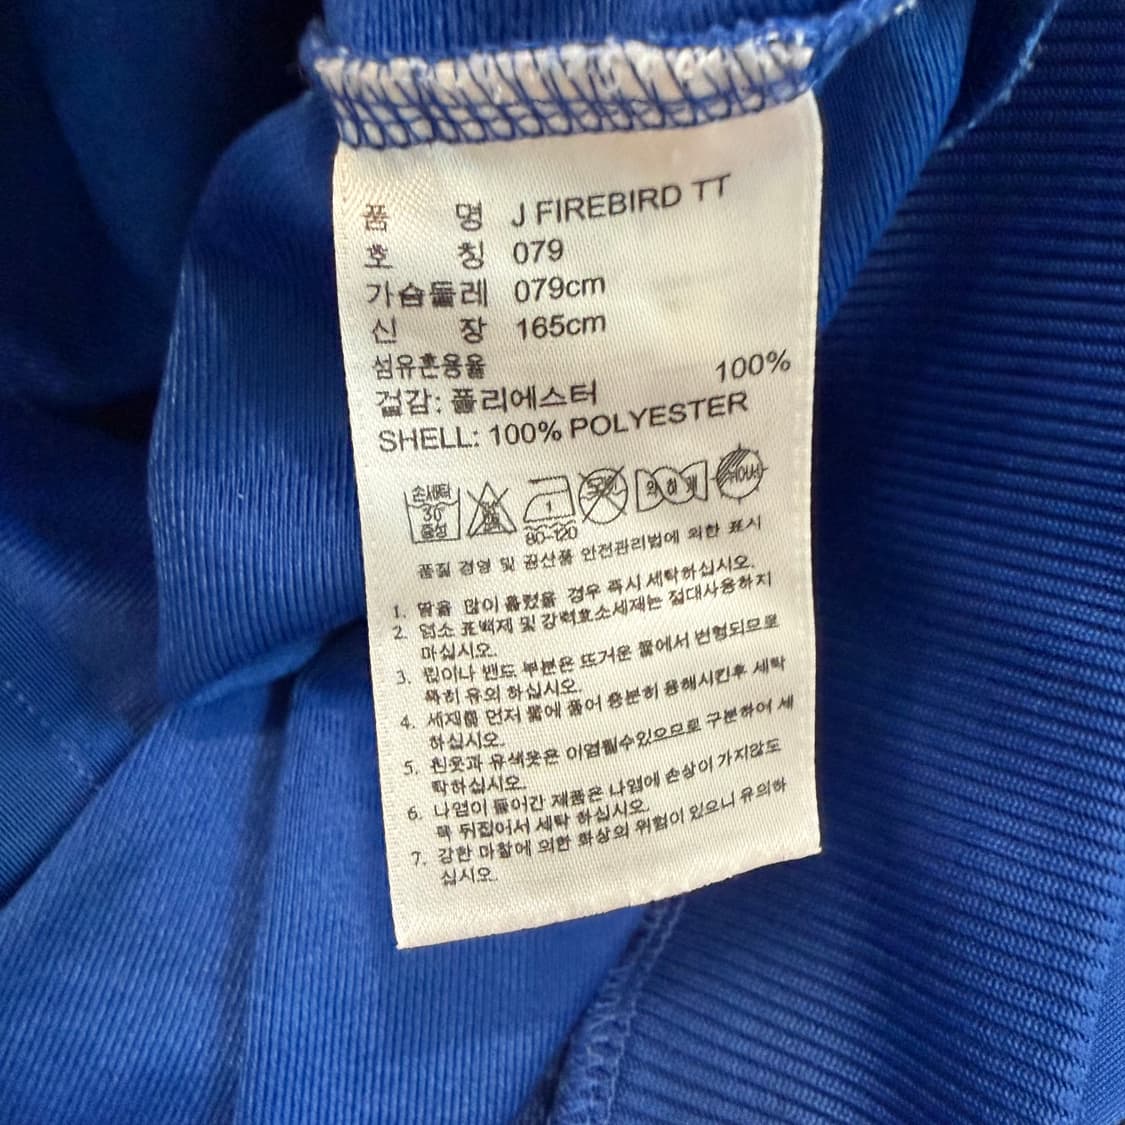 품 명 J FIREBIRD TT
호 칭 079
가슴둘레 079cm
신 장 165cm
섬유혼용율
겉감: 폴리에스터 100%
SHELL: 100% POLYESTER
손세탁 30 중성
1 80-120
품질 경영 및 공산품 안전관리법에 의한 표시
1. 땀을 많이 흘렸을 경우 즉시 세탁하십시오.
2. 염소 표백제 및 강력효소세제는 절대사용하지
마십시오.
3. 립이나 밴드 부분은 뜨거운 물에서 변형되므로
특히 유의 하십시오.
4. 세제를 먼저 물에 풀어 충분히 용해시킨후 세탁
하십시오.
5. 흰옷과 유색옷은 이염될수있으므로 구분하여 세
탁하십시오.
6. 나염이 들어간 제품은 나염에 손상이 가지않도
록 뒤집어서 세탁 하십시오.
7. 강한 마찰에 의한 화상의 위험이 있으니 유의하
십시오.